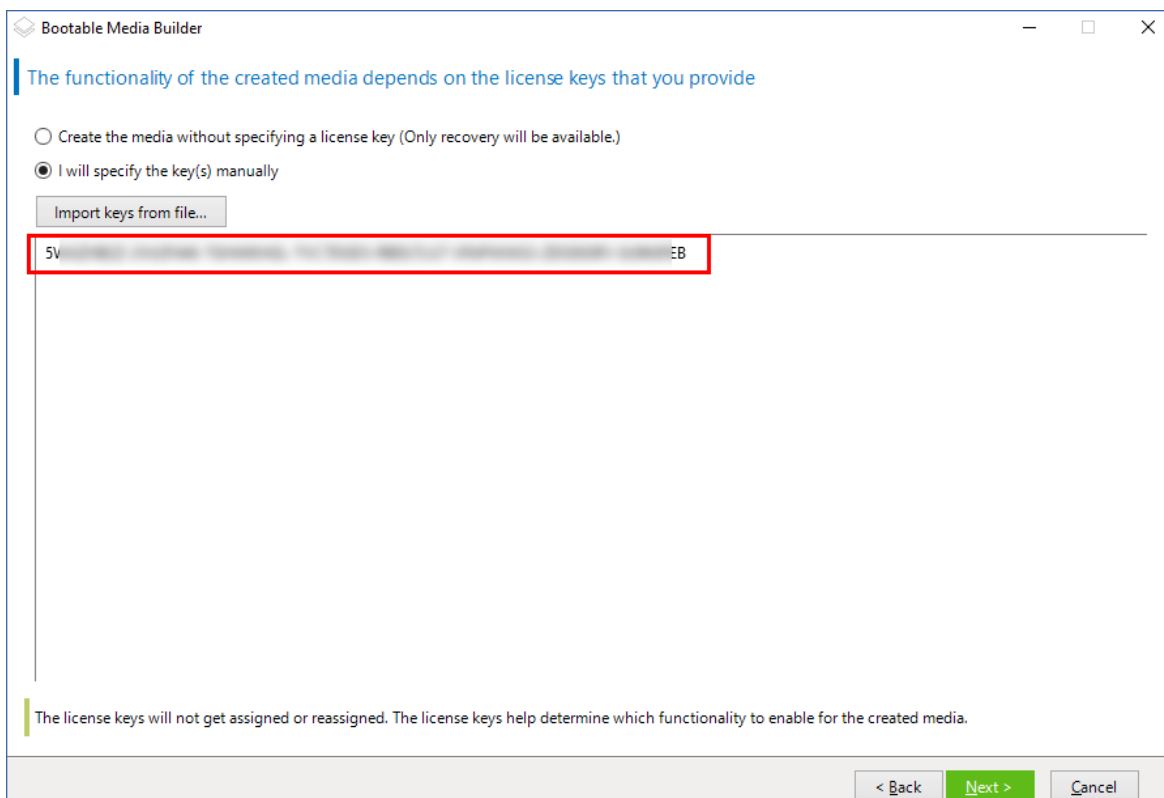 Bootable Media Builder
The functionality of the created media depends on the license keys that you provide
Create the media without specifying a license key (Only recovery will be available.)
I will specify the key(s) manually
Import keys from file...
5V EB
The license keys will not get assigned or reassigned. The license keys help determine which functionality to enable for the created media.
< Back Next > Cancel